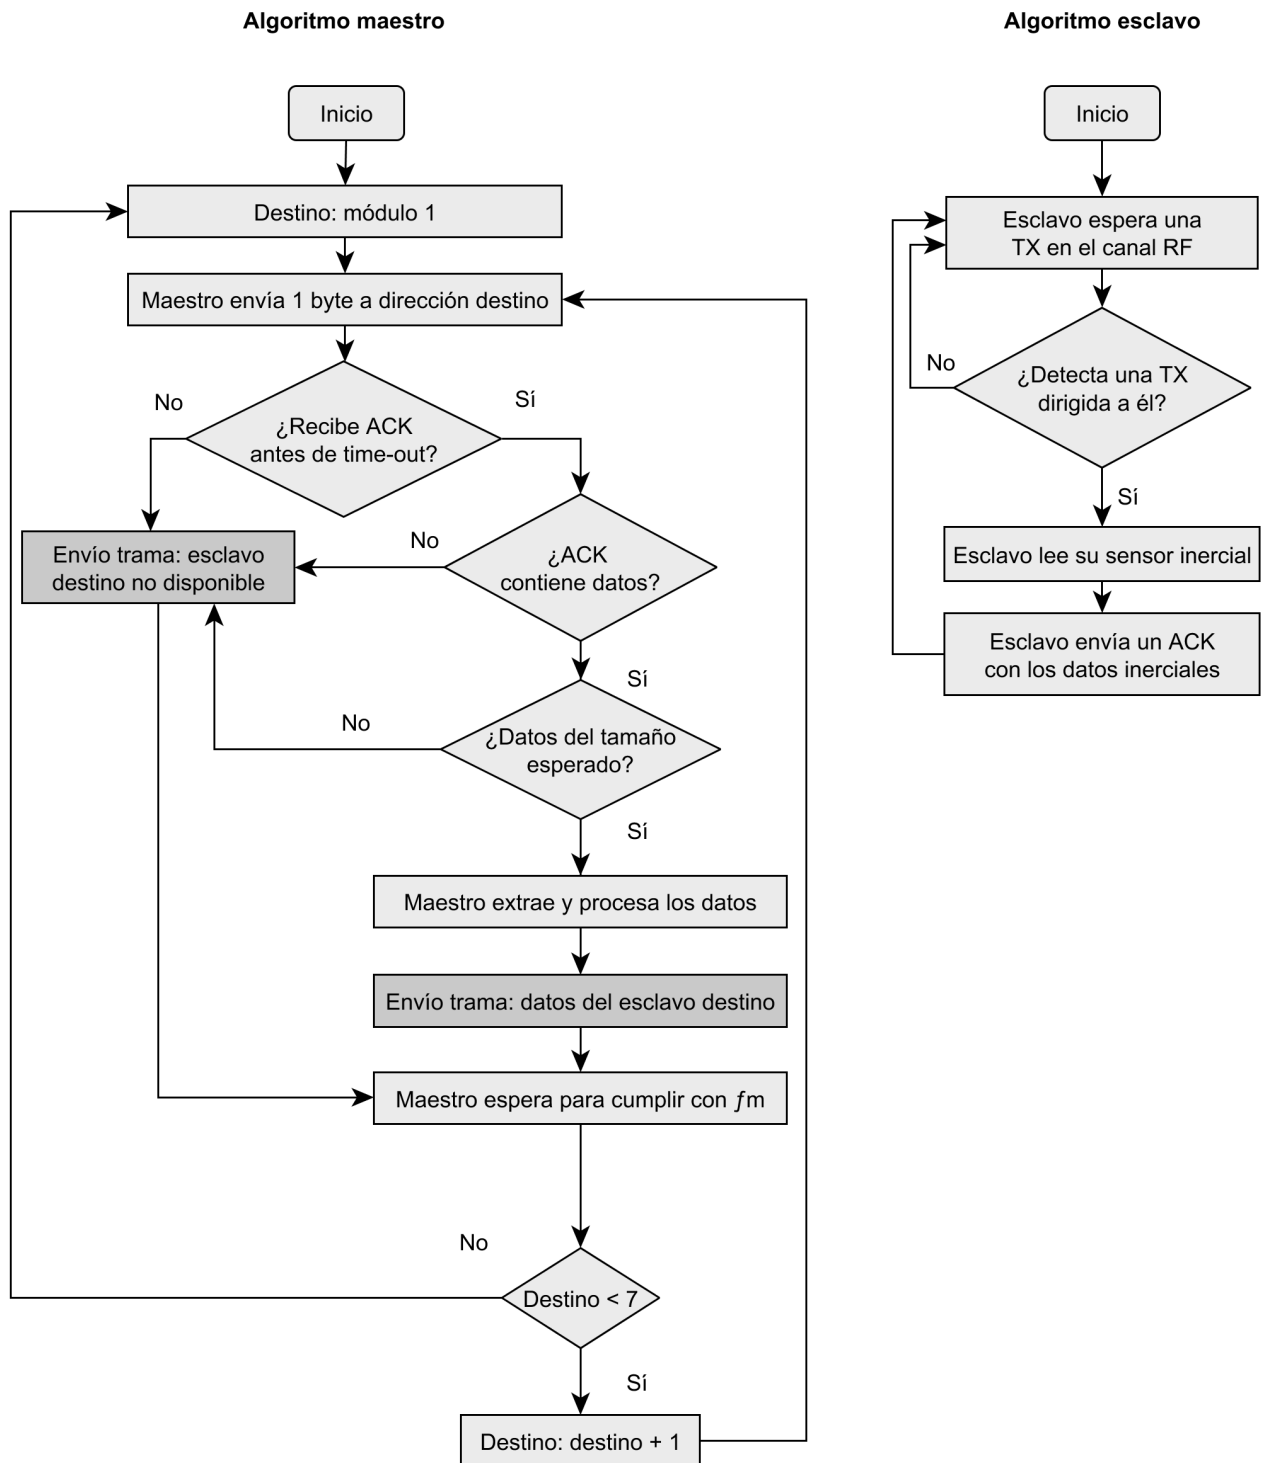 Algoritmo maestro
Inicio
Destino: módulo 1
Maestro envía 1 byte a dirección destino
No
Sí
¿Recibe ACK
antes de time-out?
Envío trama: esclavo
destino no disponible
No
¿ACK
contiene datos?
Sí
No
¿Datos del tamaño
esperado?
Sí
Maestro extrae y procesa los datos
Envío trama: datos del esclavo destino
Maestro espera para cumplir con ƒm
No
Destino < 7
Sí
Destino: destino + 1
Algoritmo esclavo
Inicio
Esclavo espera una
TX en el canal RF
No
¿Detecta una TX
dirigida a él?
Sí
Esclavo lee su sensor inercial
Esclavo envía un ACK
con los datos inerciales